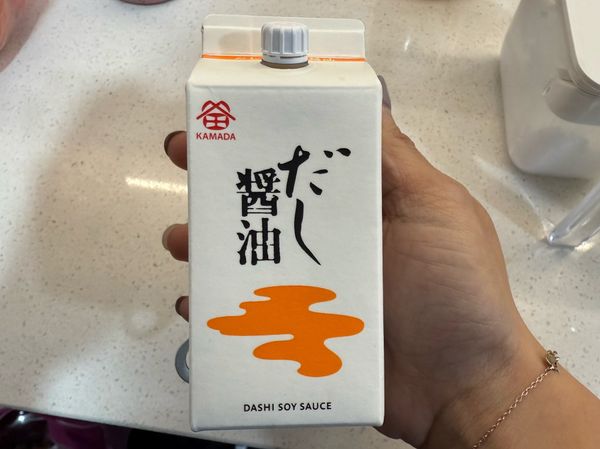 KAMADA
だし
醤油
DASHI SOY SAUCE